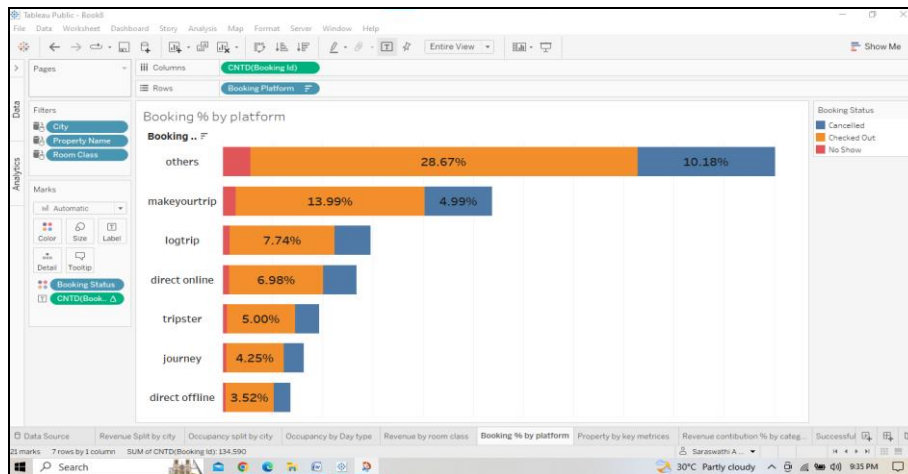 Tableau Public - Book8
File Data Worksheet Dashboard Story Analysis Map Format Server Window Help
Entire View
Show Me
Pages
Columns
CNTD(Booking Id)
Rows
Booking Platform
Data
Analytics
Filters
City
Property Name
Room Class
Marks
Automatic
Color Size Label
Detail Tooltip
Booking Status
CNTD(Book..
Booking % by platform
Booking ..
others 28.67% 10.18%
makeyourtrip 13.99% 4.99%
logtrip 7.74%
direct online 6.98%
tripster 5.00%
journey 4.25%
direct offline 3.52%
Booking Status
Cancelled
Checked Out
No Show
Data Source Revenue Split by city Occupancy split by city Occupancy by Day type Revenue by room class Booking % by platform Property by key metrices Revenue contibution % by categ... Successful
21 marks 7 rows by 1 column SUM of CNTD(Booking Id): 134,590
Saraswathi A...
Search
30°C Partly cloudy
9:35 PM